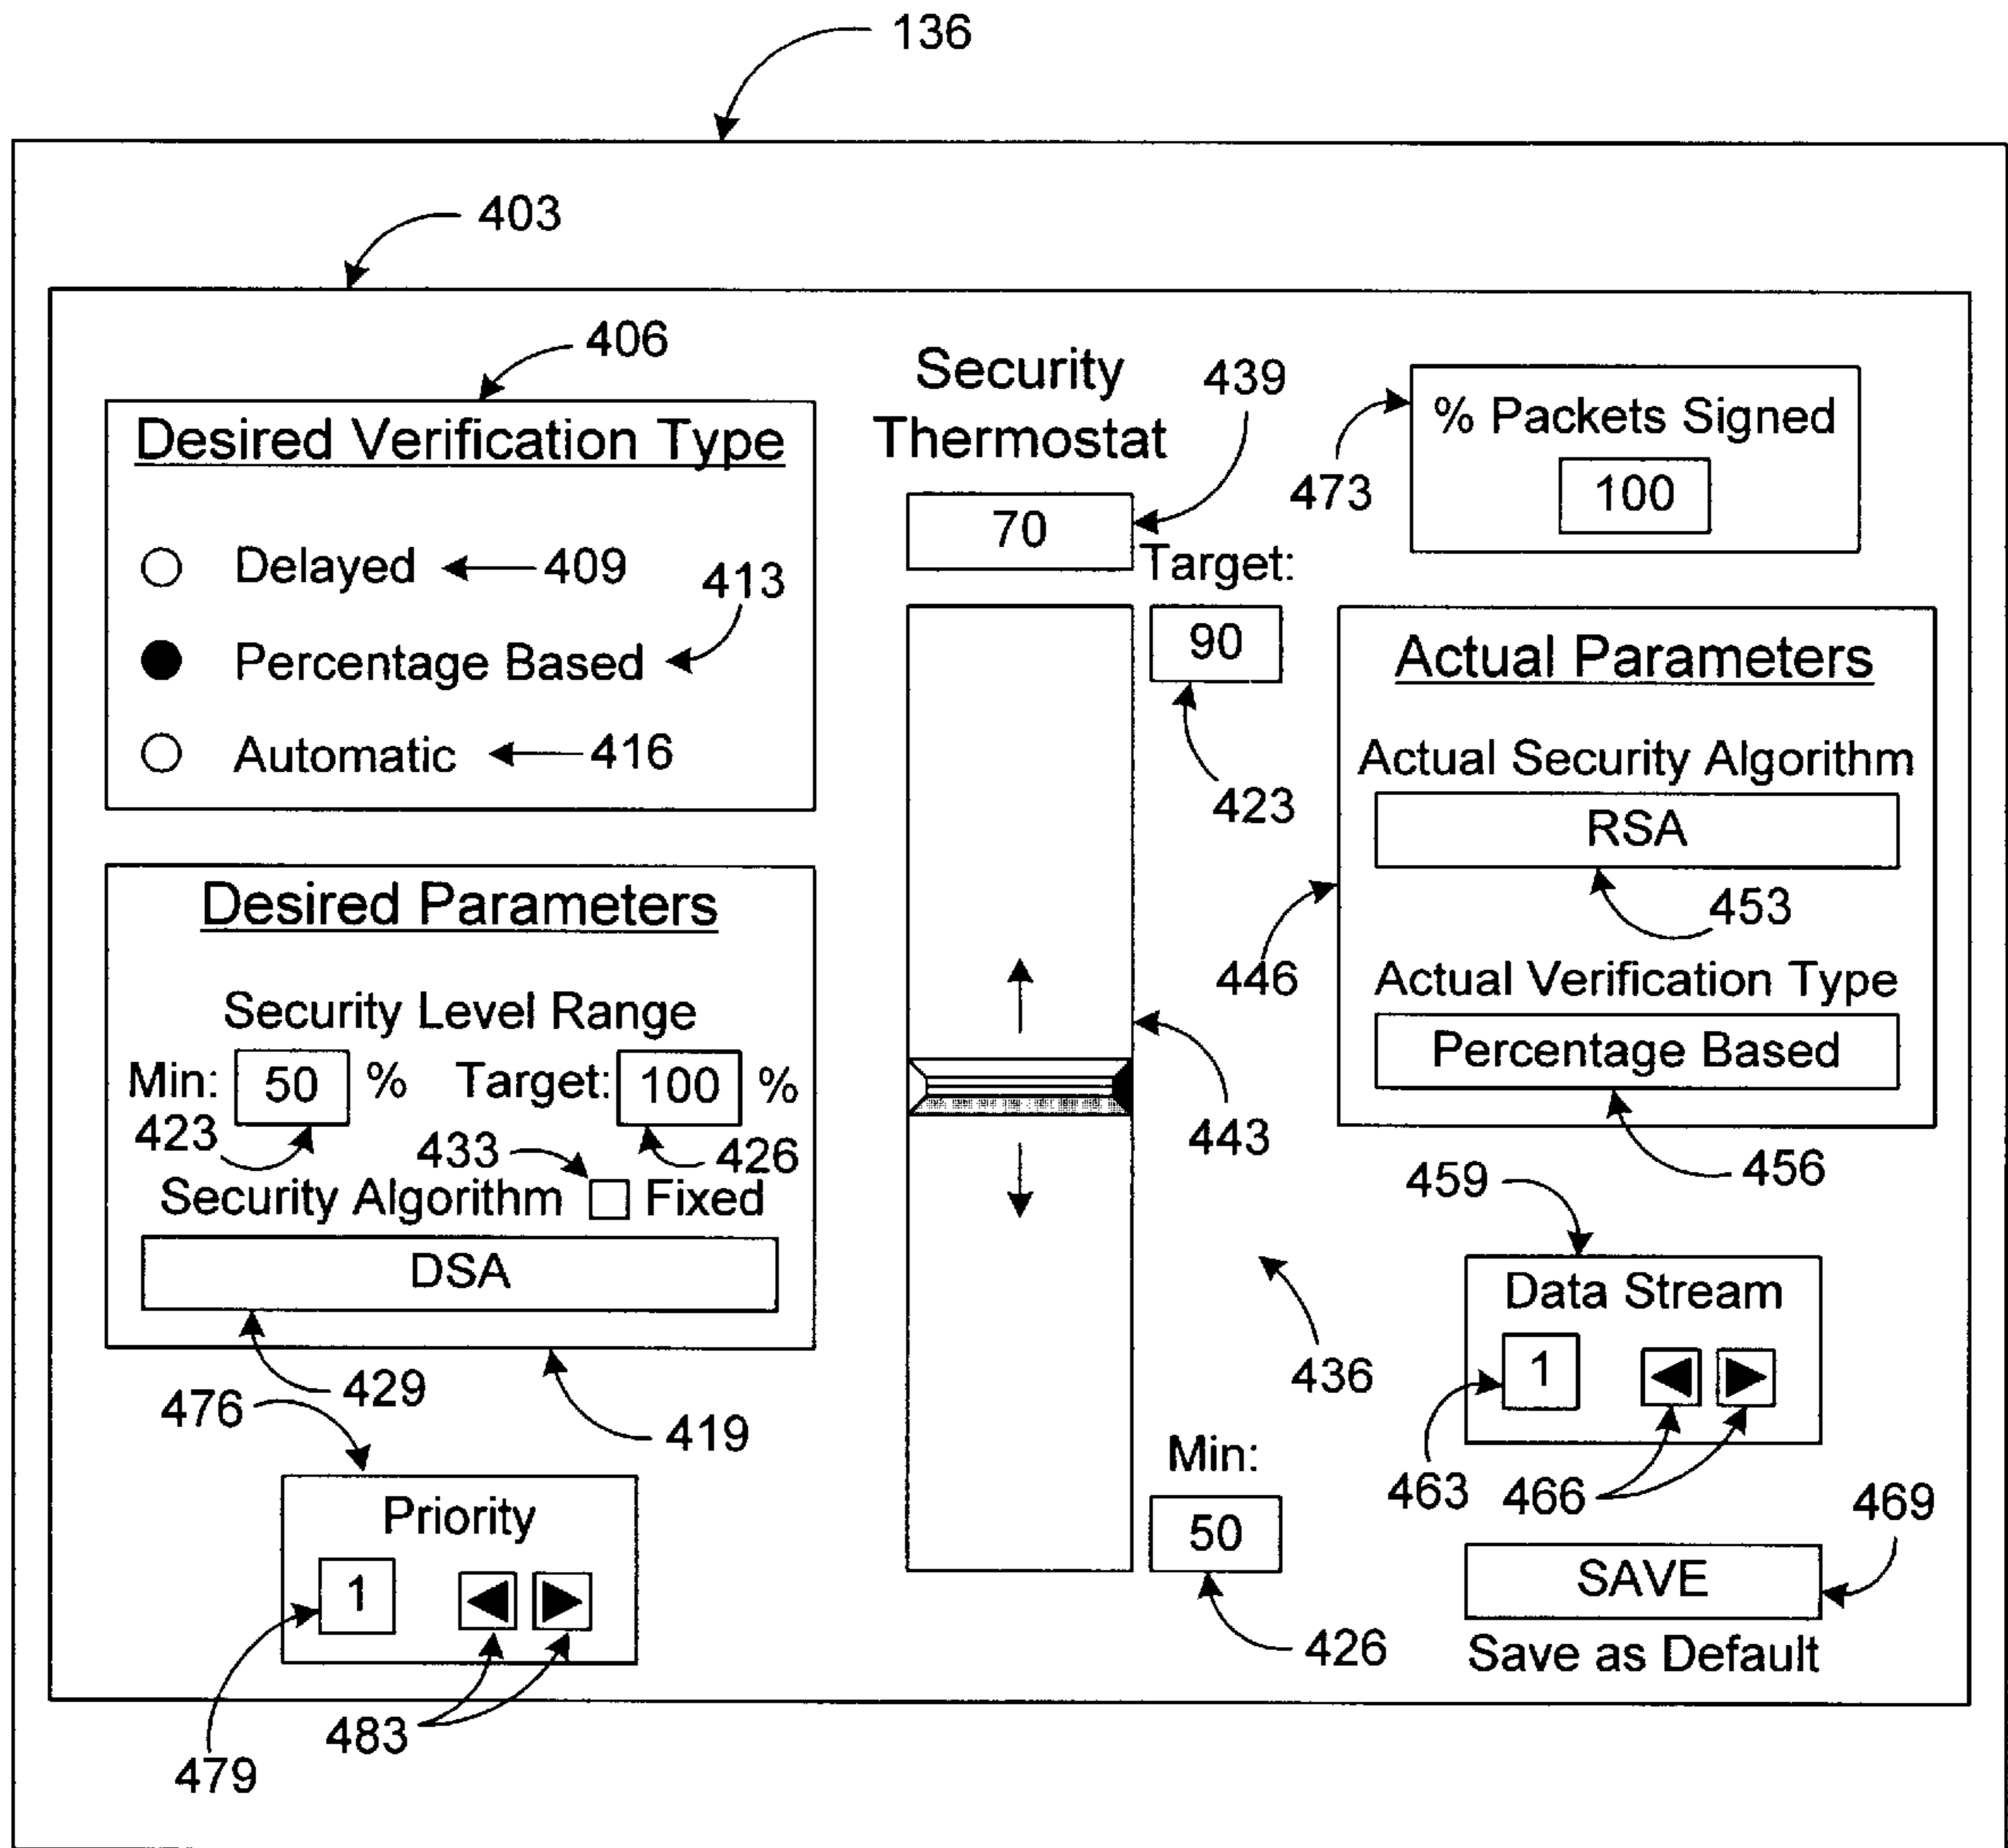 136
403
406
Desired Verification Type
Delayed 409
413
Percentage Based
Automatic 416
Desired Parameters
Security Level Range
Min: 50 % Target: 100 %
423 433 426
Security Algorithm Fixed
DSA
429
419
476
Priority
1
479
483
Security
Thermostat
439
70
Target:
90
423
443
436
Min:
50
426
473
% Packets Signed
100
446
Actual Parameters
Actual Security Algorithm
RSA
453
Actual Verification Type
Percentage Based
456
459
Data Stream
1
463 466
469
SAVE
Save as Default